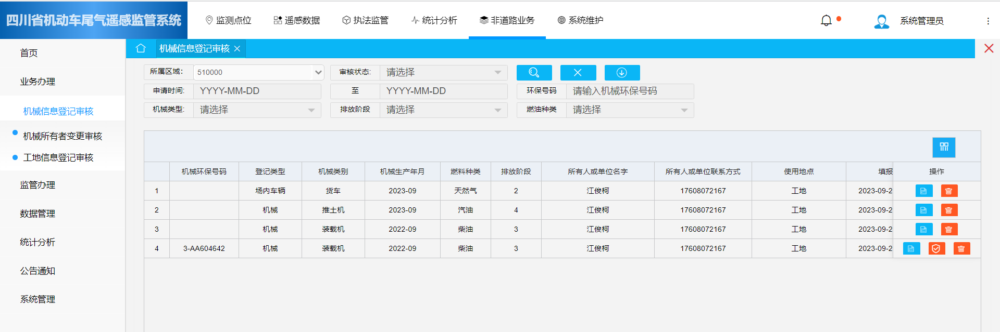 四川省机动车尾气遥感监管系统 监测点位 遥感数据 执法监管 统计分析 非道路业务 系统维护 系统管理员
首页
业务办理
机械信息登记审核
机械所有者变更审核
工地信息登记审核
监管办理
数据管理
统计分析
公告通知
系统管理
机械信息登记审核
所属区域: 510000 审核状态: 请选择
申请时间: YYYY-MM-DD 至 YYYY-MM-DD 环保号码 请输入机械环保号码
机械类型: 请选择 排放阶段 请选择 燃油种类 请选择
机械环保号码 登记类型 机械类别 机械生产年月 燃料种类 排放阶段 所有人或单位名字 所有人或单位联系方式 使用地点 填报 操作
1 场内车辆 货车 2023-09 天然气 2 江俊柯 17608072167 工地 2023-09-2
2 机械 推土机 2023-09 汽油 4 江俊柯 17608072167 工地 2023-09-2
3 机械 装载机 2022-09 柴油 3 江俊柯 17608072167 工地 2023-09-2
4 3-AA604642 机械 装载机 2022-09 柴油 3 江俊柯 17608072167 工地 2023-09-2